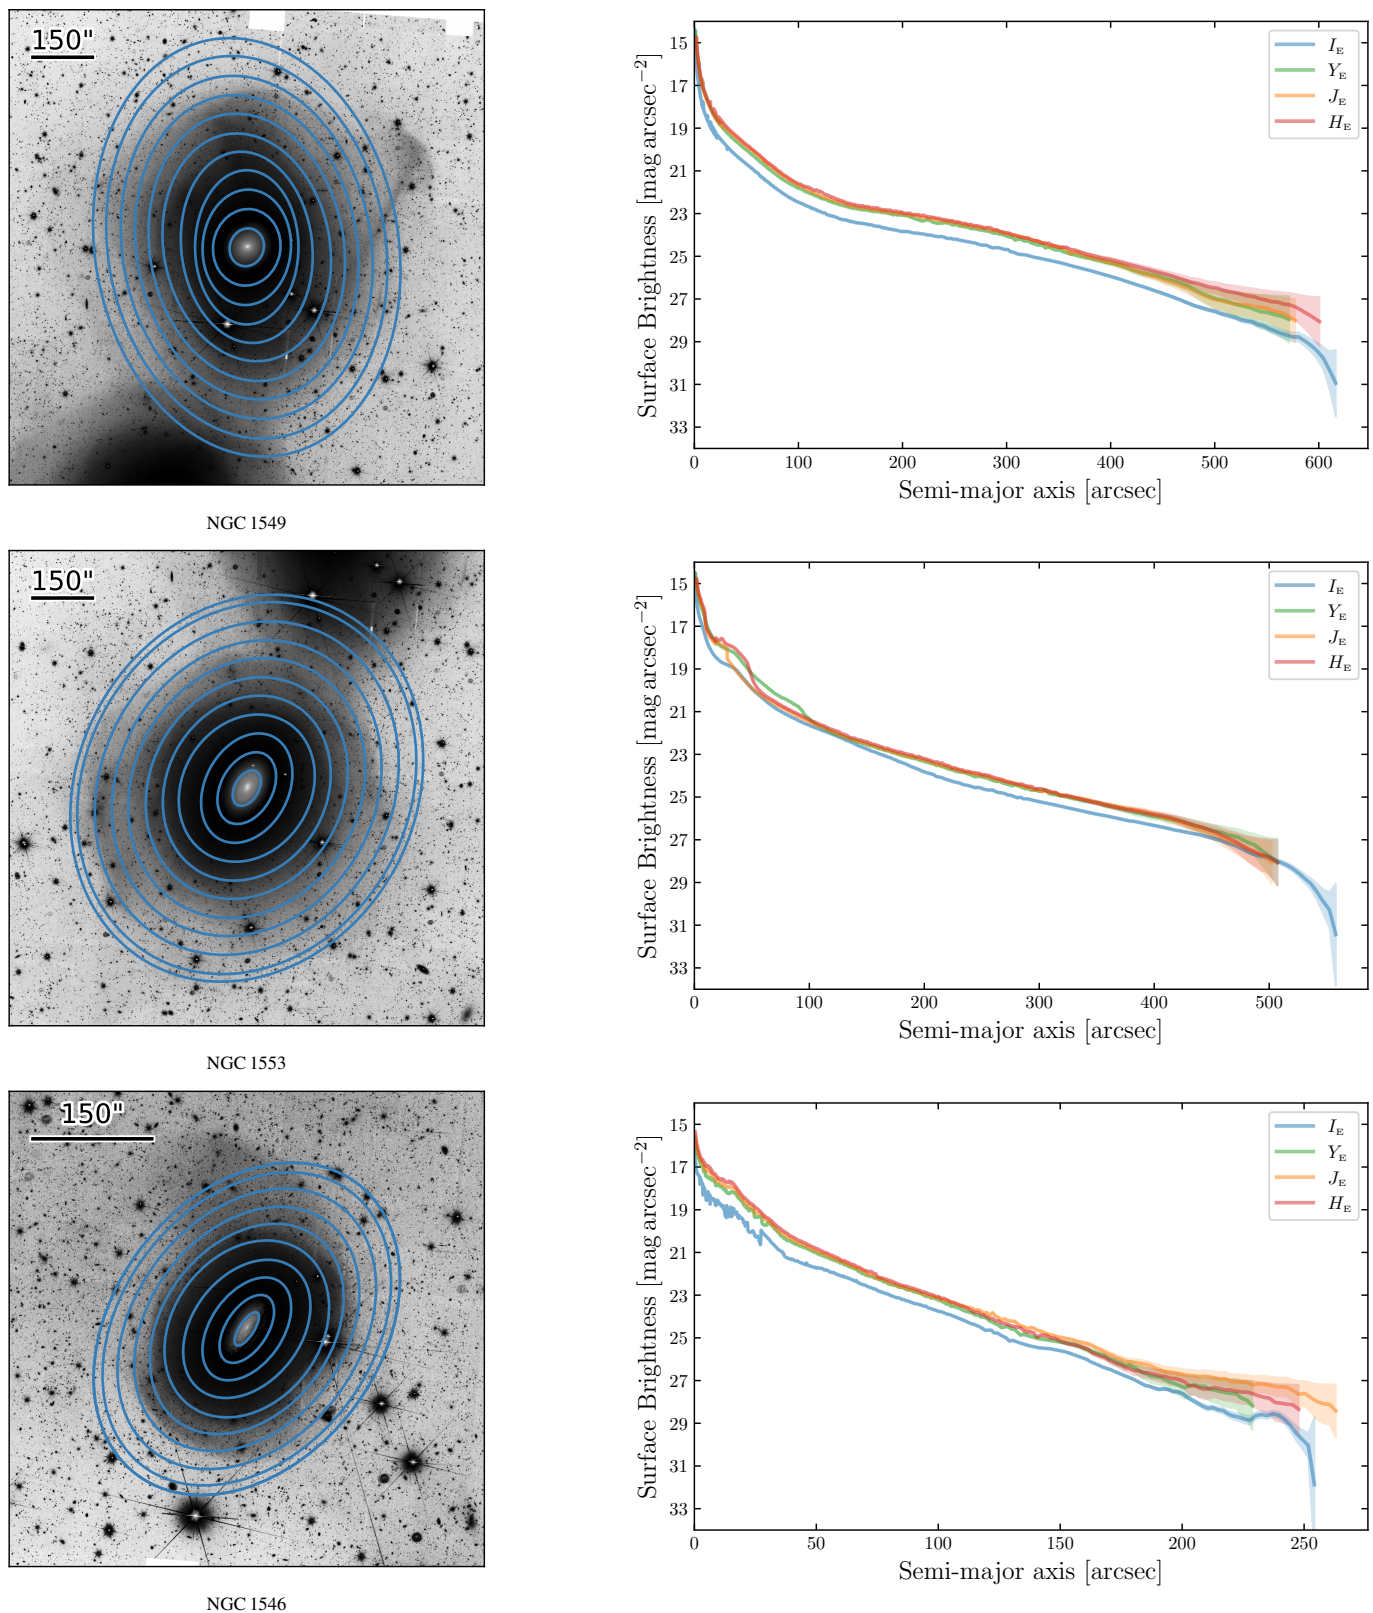 150"
15
17
19
21
23
25
27
29
31
33
Surface Brightness [mag arcsec−2]
I_E
Y_E
J_E
H_E
0 100 200 300 400 500 600
Semi-major axis [arcsec]
NGC 1549
150"
15
17
19
21
23
25
27
29
31
33
Surface Brightness [mag arcsec−2]
I_E
Y_E
J_E
H_E
0 100 200 300 400 500
Semi-major axis [arcsec]
NGC 1553
150"
15
17
19
21
23
25
27
29
31
33
Surface Brightness [mag arcsec−2]
I_E
Y_E
J_E
H_E
0 50 100 150 200 250
Semi-major axis [arcsec]
NGC 1546